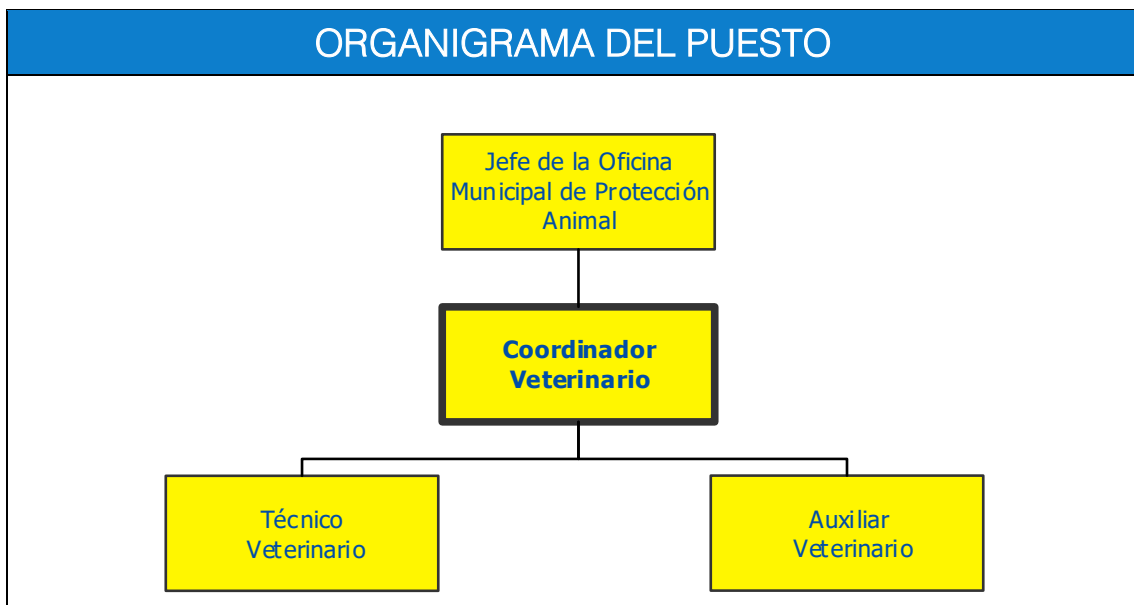 ORGANIGRAMA DEL PUESTO
Jefe de la Oficina
Municipal de Protección
Animal
Coordinador
Veterinario
Técnico
Veterinario
Auxiliar
Veterinario